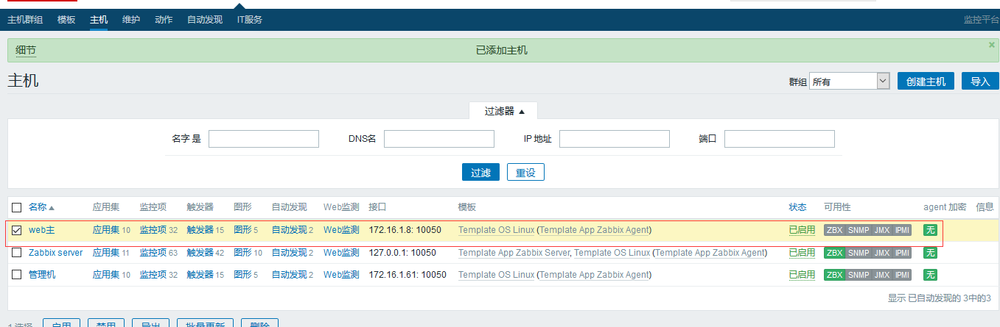 主机群组 模板 主机 维护 动作 自动发现 IT服务 监控平台
细节 已添加主机 ×
主机 群组 所有 创建主机 导入
过滤器 ▲
名字 是 DNS名 IP 地址 端口
过滤 重设
名称 ▲ 应用集 监控项 触发器 图形 自动发现 Web监测 接口 模板 状态 可用性 agent 加密 信息
web主 应用集 10 监控项 32 触发器 15 图形 5 自动发现 2 Web监测 172.16.1.8: 10050 Template OS Linux (Template App Zabbix Agent) 已启用 ZBX SNMP JMX IPMI 无
Zabbix server 应用集 11 监控项 63 触发器 42 图形 10 自动发现 2 Web监测 127.0.0.1: 10050 Template App Zabbix Server, Template OS Linux (Template App Zabbix Agent) 已启用 ZBX SNMP JMX IPMI 无
管理机 应用集 10 监控项 32 触发器 15 图形 5 自动发现 2 Web监测 172.16.1.61: 10050 Template OS Linux (Template App Zabbix Agent) 已启用 ZBX SNMP JMX IPMI 无
显示 已自动发现的 3中的3
1 选择 启用 禁用 导出 批量更新 删除